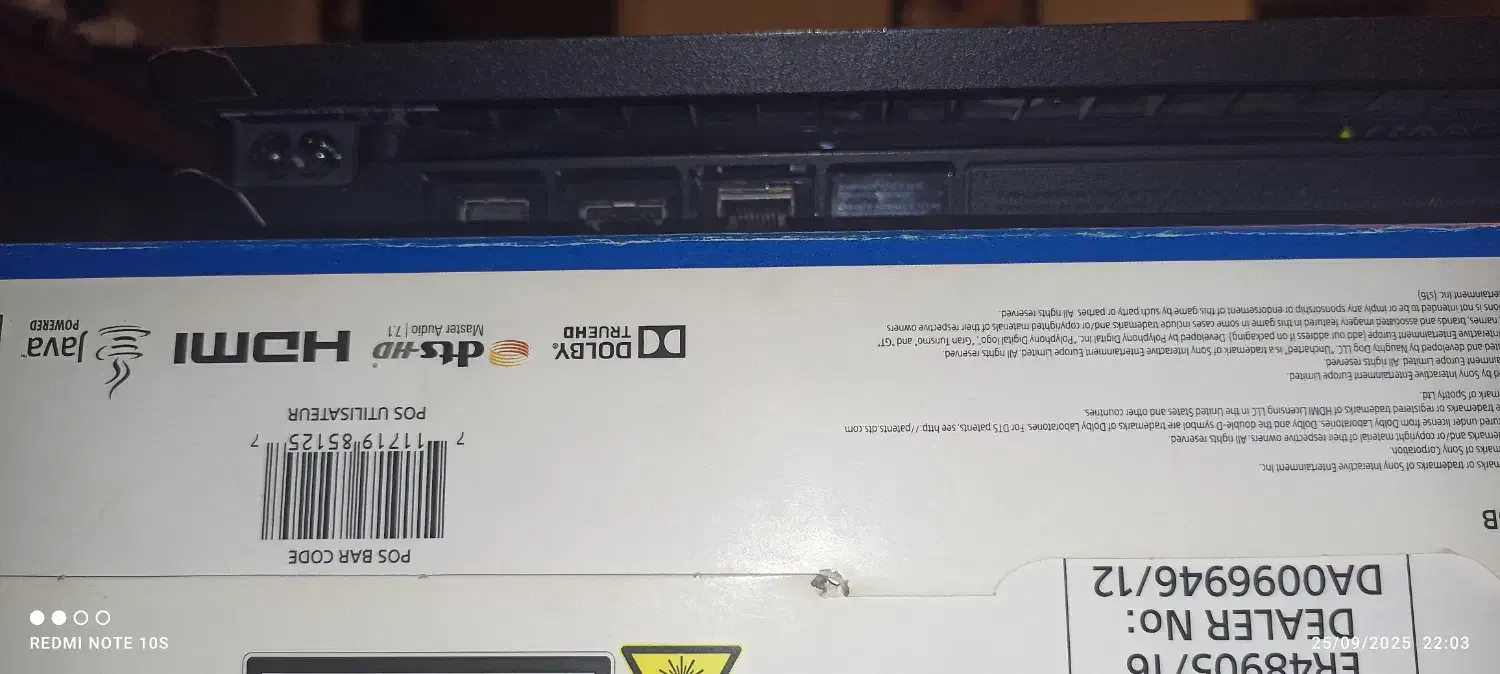 ER48905/16
DEALER No:
DA0096946/12
marks or trademarks of Sony Interactive Entertainment Inc.
marks of Sony Corporation.
and/or copyright material of their respective owners. All rights reserved.
under license from Dolby Laboratories. Dolby and the double-D symbol are trademarks of Dolby Laboratories. For DTS patents, see http://patents.dts.com
trademarks or registered trademarks of HDMI Licensing LLC in the United States and other countries.
mark of Spotify Ltd.
by Sony Interactive Entertainment Europe Limited.
Europe Limited. All rights reserved.
and developed by Naughty Dog LLC. "Uncharted" is a trademark of Sony Interactive Entertainment Europe Limited. All rights reserved.
Interactive Entertainment Europe (add our address if on packaging). Developed by Polyphony Digital Inc. "Polyphony Digital logo", "Gran Turismo" and "GT"
names, brands and associated imagery featured in this game in some cases include trademarks and/or copyrighted materials of their respective owners
is not intended to be or imply any sponsorship or endorsement of this game by such party or parties. All rights reserved.
Inc. (s16)
POS BAR CODE
7 11719 85125 7
POS UTILISATEUR
DOLBY
TRUEHD
dts-HD
Master Audio | 7.1
HDMI
Java
POWERED
REDMI NOTE 10S
25/09/2025 22:03